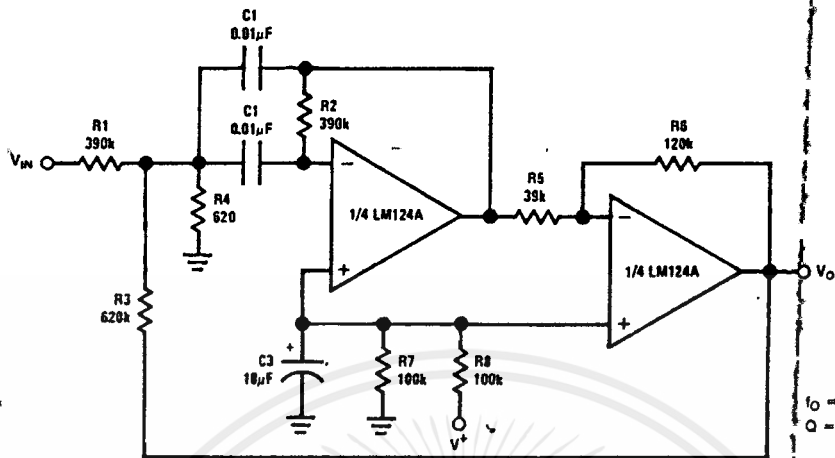 C1
0.01µF
C1
0.01µF
R2
390k
R1
390k
VIN
R4
620
1/4 LM124A
R5
39k
R6
120k
1/4 LM124A
VO
R3
620k
C3
10µF
R7
100k
R8
100k
V+
fO =
Q =